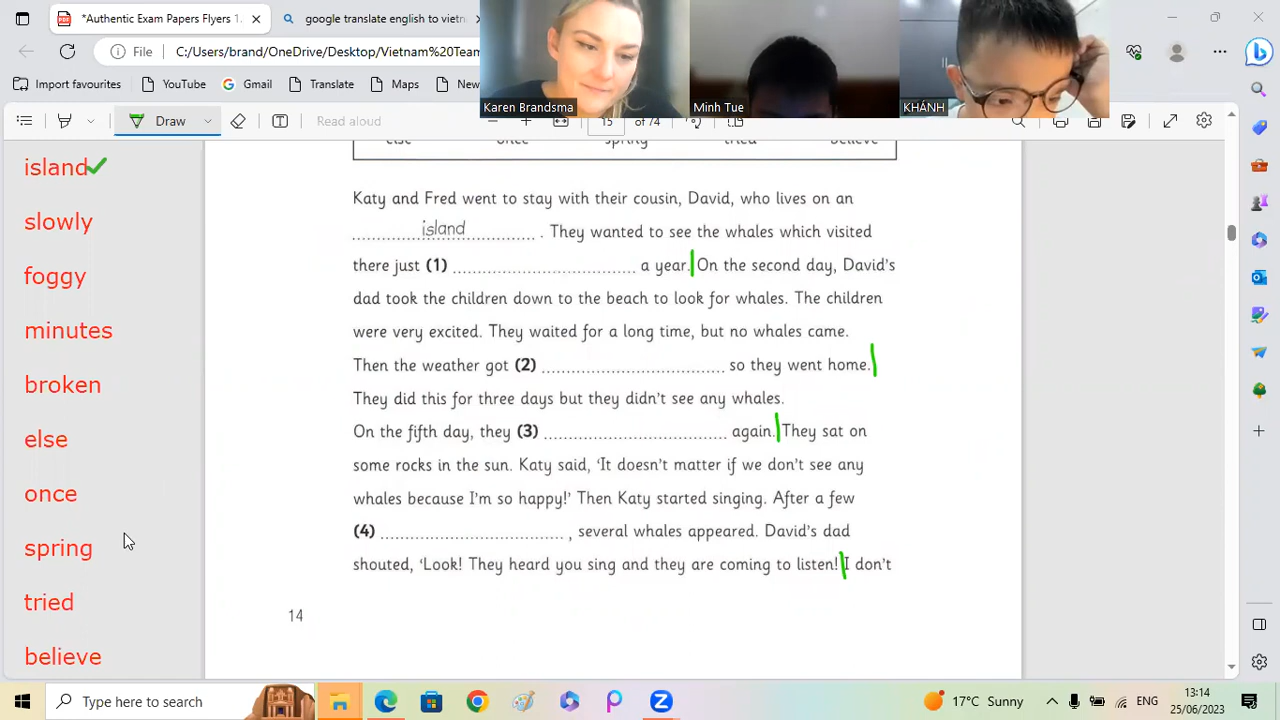 *Authentic Exam Papers Flyers 1
google translate english to vietn
File
C:/Users/brand/OneDrive/Desktop/Vietnam%20Team
Import favourites
YouTube
Gmail
Translate
Maps
News
Draw
Read aloud
15 of 74
Karen Brandsma
Minh Tue
KHÁNH
island
slowly
foggy
minutes
broken
else
once
spring
tried
believe
else once spring tried believe
Katy and Fred went to stay with their cousin, David, who lives on an
island . They wanted to see the whales which visited
there just (1) a year. On the second day, David's
dad took the children down to the beach to look for whales. The children
were very excited. They waited for a long time, but no whales came.
Then the weather got (2) so they went home.
They did this for three days but they didn't see any whales.
On the fifth day, they (3) again. They sat on
some rocks in the sun. Katy said, 'It doesn't matter if we don't see any
whales because I'm so happy!' Then Katy started singing. After a few
(4) , several whales appeared. David's dad
shouted, 'Look! They heard you sing and they are coming to listen! I don't
14
Type here to search
17°C Sunny
ENG
13:14
25/06/2023